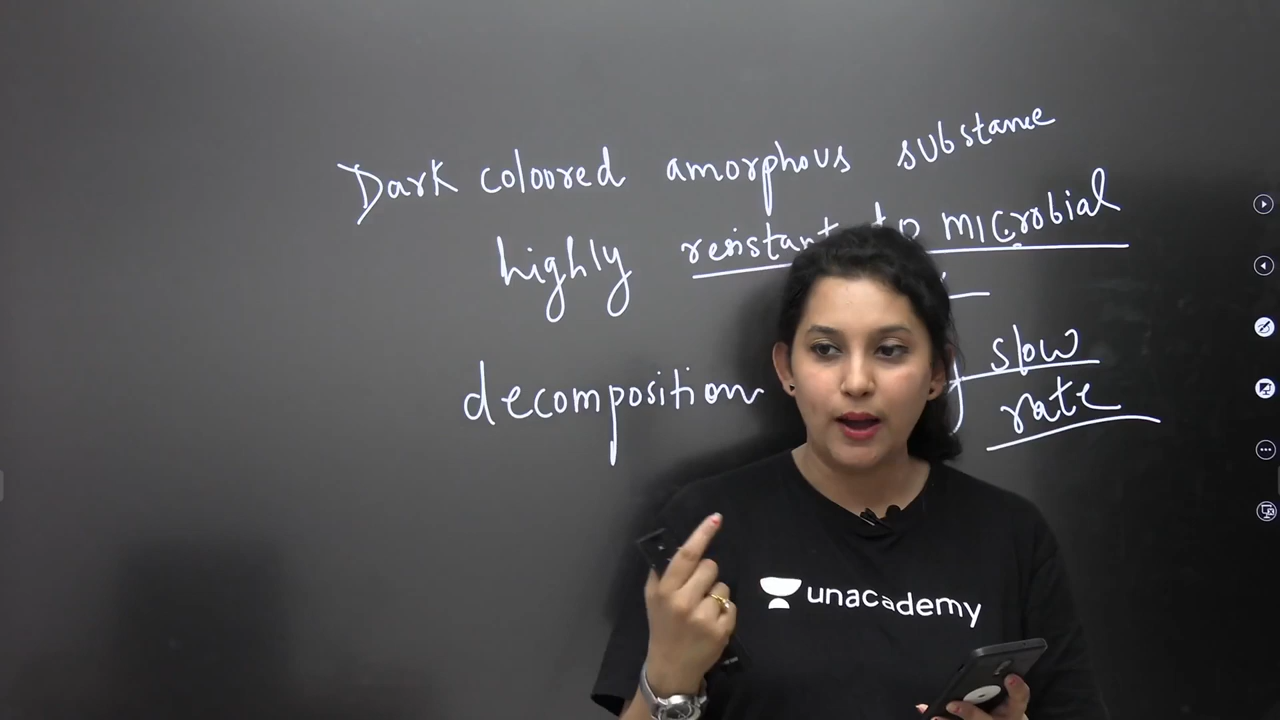 Dark coloured amorphous substance
highly resistant to microbial
decomposition slow
rate
unacademy